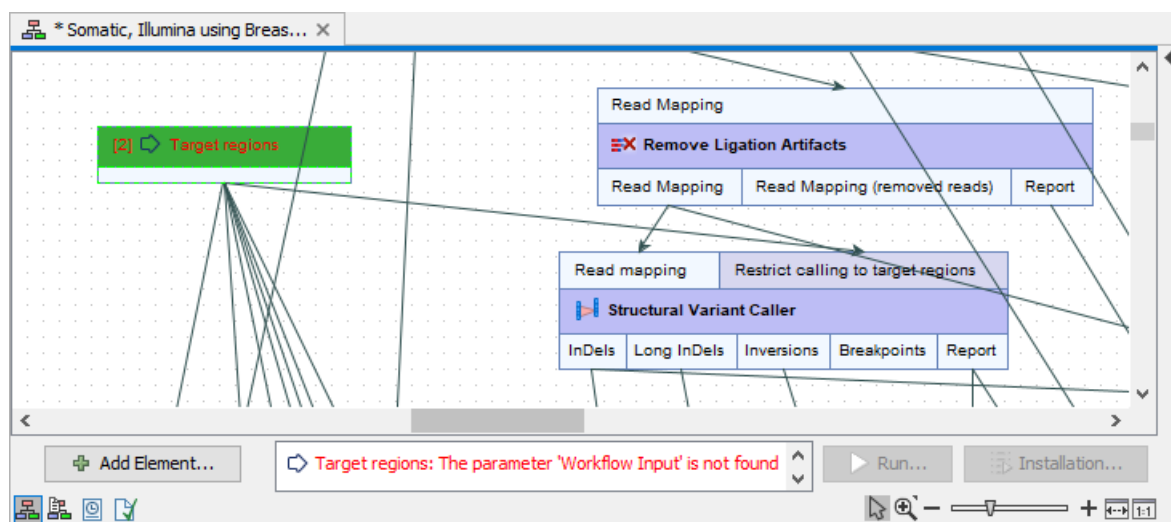 * Somatic, Illumina using Breas...
Read Mapping
[2] Target regions
Remove Ligation Artifacts
Read Mapping Read Mapping (removed reads) Report
Read mapping Restrict calling to target regions
Structural Variant Caller
InDels Long InDels Inversions Breakpoints Report
Add Element...
Target regions: The parameter 'Workflow Input' is not found
Run...
Installation...
1:1